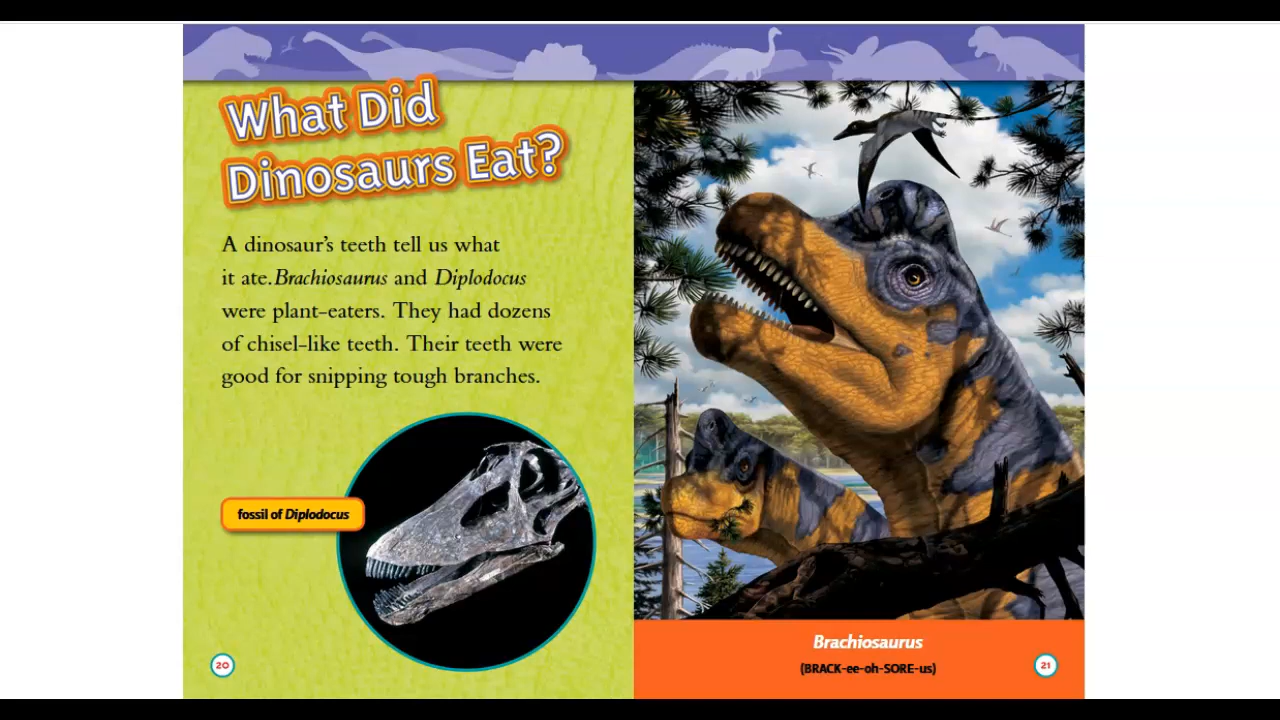 What Did
Dinosaurs Eat?
A dinosaur's teeth tell us what
it ate.Brachiosaurus and Diplodocus
were plant-eaters. They had dozens
of chisel-like teeth. Their teeth were
good for snipping tough branches.
fossil of Diplodocus
20
Brachiosaurus
(BRACK-ee-oh-SORE-us)
21